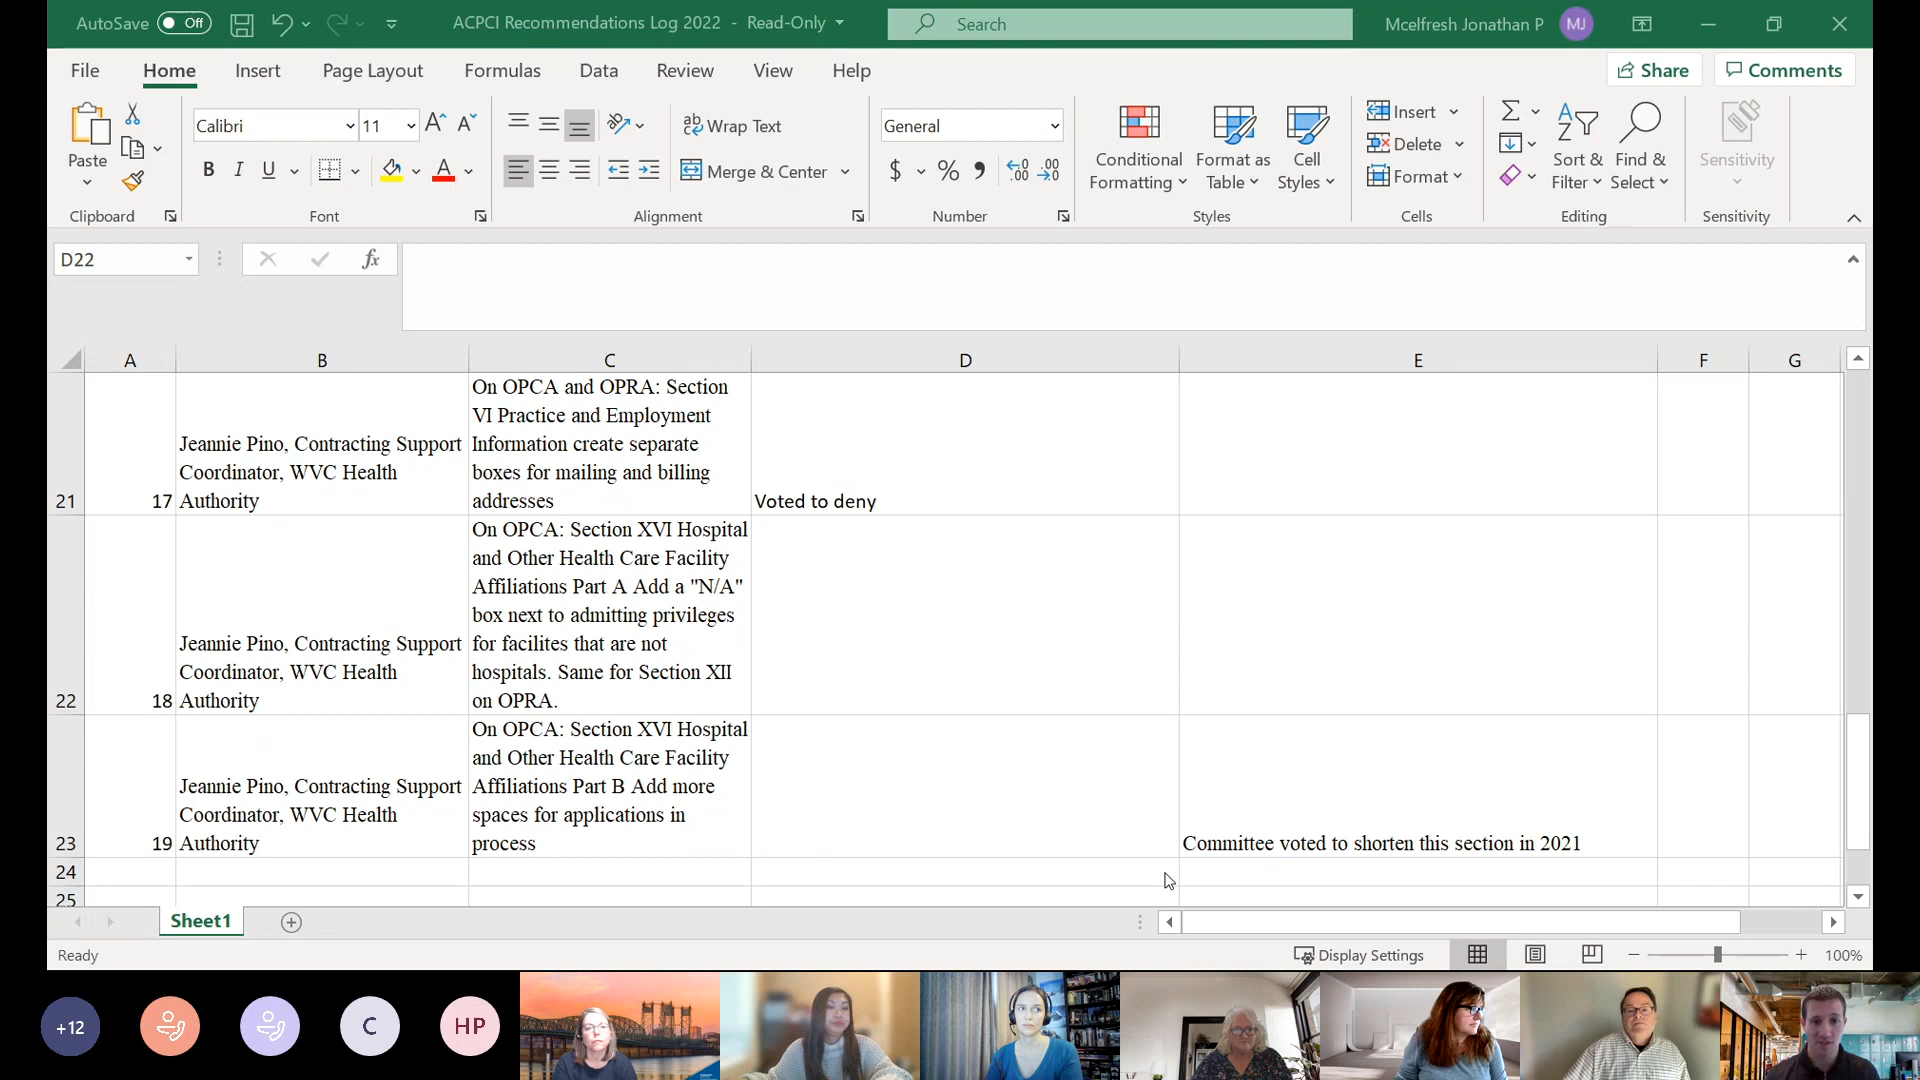 AutoSave Off ACPCI Recommendations Log 2022 - Read-Only Search Mcelfresh Jonathan P MJ
File Home Insert Page Layout Formulas Data Review View Help Share Comments
Paste
Clipboard
Calibri 11
B I U
Font
Wrap Text
Merge & Center
Alignment
General
$ % 9
Number
Conditional Formatting
Format as Table
Cell Styles
Styles
Insert
Delete
Format
Cells
Sort & Filter
Find & Select
Editing
Sensitivity
Sensitivity
D22 fx
A B C D E F G
21 17 Jeannie Pino, Contracting Support
Coordinator, WVC Health
Authority
On OPCA and OPRA: Section
VI Practice and Employment
Information create separate
boxes for mailing and billing
addresses
Voted to deny
22 18 Jeannie Pino, Contracting Support
Coordinator, WVC Health
Authority
On OPCA: Section XVI Hospital
and Other Health Care Facility
Affiliations Part A Add a "N/A"
box next to admitting privileges
for facilites that are not
hospitals. Same for Section XII
on OPRA.
23 19 Jeannie Pino, Contracting Support
Coordinator, WVC Health
Authority
On OPCA: Section XVI Hospital
and Other Health Care Facility
Affiliations Part B Add more
spaces for applications in
process
Committee voted to shorten this section in 2021
24
25
Sheet1
Ready Display Settings 100%
+12 C HP